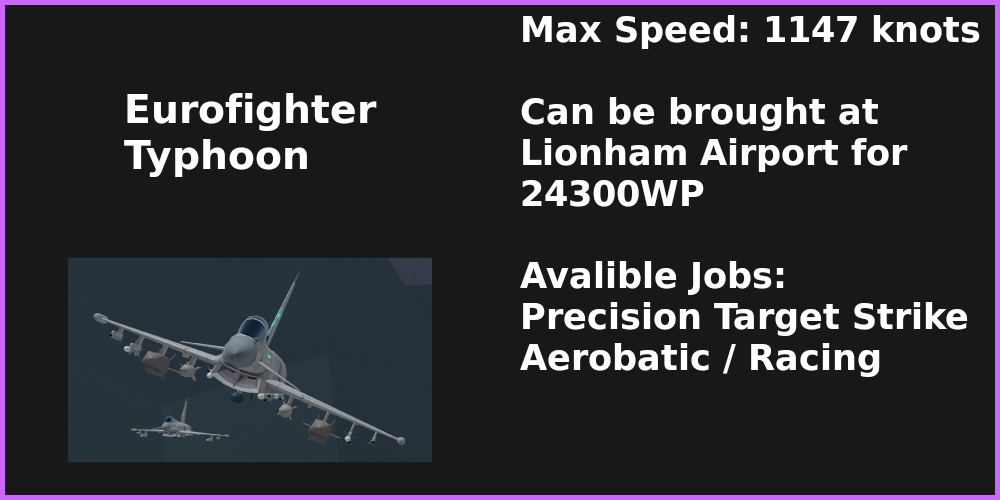 Eurofighter
Typhoon
Max Speed: 1147 knots
Can be brought at
Lionham Airport for
24300WP
Avalible Jobs:
Precision Target Strike
Aerobatic / Racing